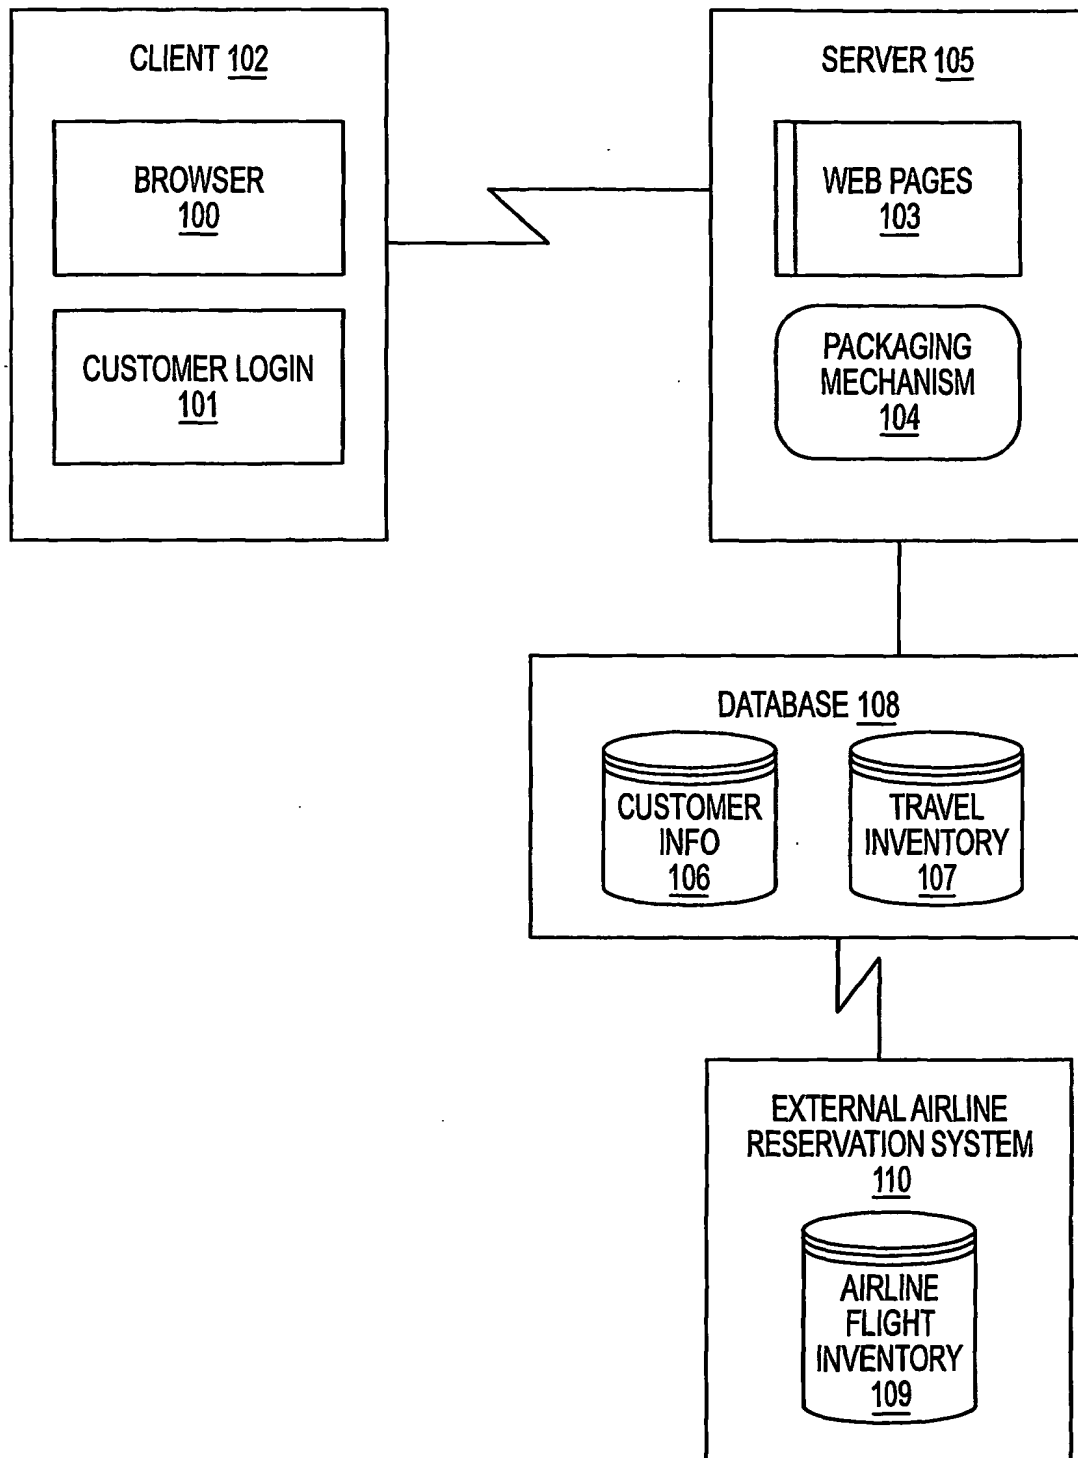 CLIENT 102
BROWSER
100
CUSTOMER LOGIN
101
SERVER 105
WEB PAGES
103
PACKAGING
MECHANISM
104
DATABASE 108
CUSTOMER
INFO
106
TRAVEL
INVENTORY
107
EXTERNAL AIRLINE
RESERVATION SYSTEM
110
AIRLINE
FLIGHT
INVENTORY
109